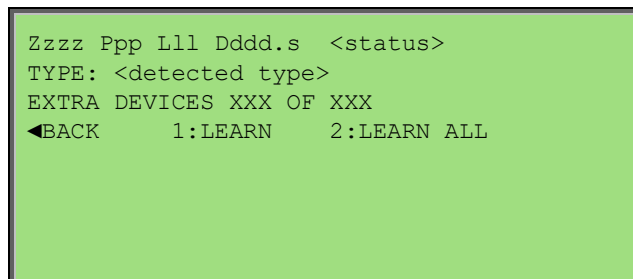 Zzzz Ppp Lll Dddd.s <status>
TYPE: <detected type>
EXTRA DEVICES XXX OF XXX
◄BACK 1:LEARN 2:LEARN ALL